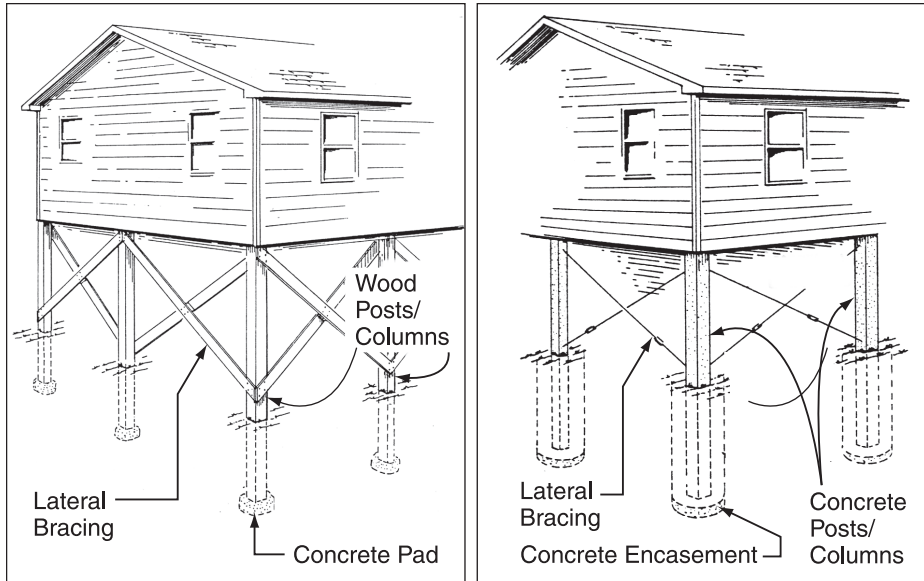 Wood
Posts/
Columns
Lateral
Bracing
Concrete Pad
Lateral
Bracing
Concrete Encasement
Concrete
Posts/
Columns